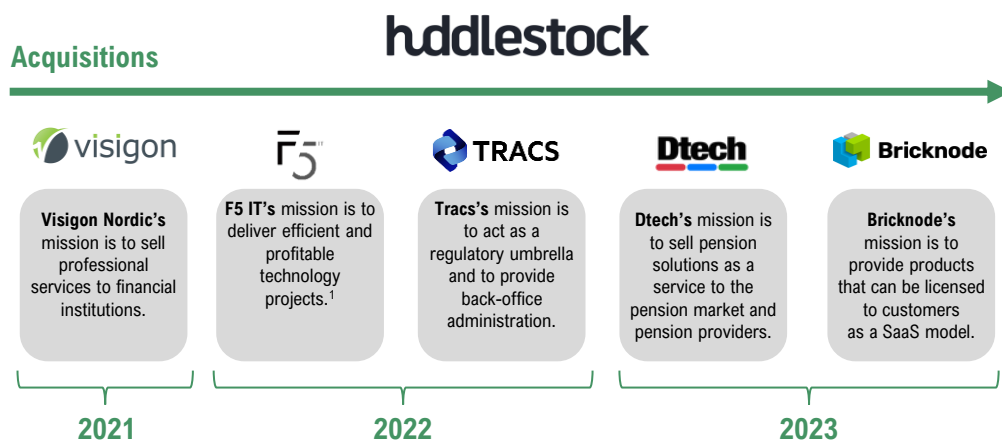 huddlestock
Acquisitions
visigon
F5 IT
TRACS
Dtech
Bricknode
Visigon Nordic's
mission is to sell
professional
services to financial
institutions.
F5 IT's mission is to
deliver efficient and
profitable
technology
projects.1
Tracs's mission is
to act as a
regulatory umbrella
and to provide
back-office
administration.
Dtech's mission is
to sell pension
solutions as a
service to the
pension market and
pension providers.
Bricknode's
mission is to
provide products
that can be licensed
to customers
as a SaaS model.
2021
2022
2023